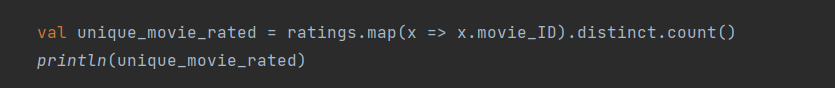 val unique_movie_rated = ratings.map(x => x.movie_ID).distinct.count()
println(unique_movie_rated)